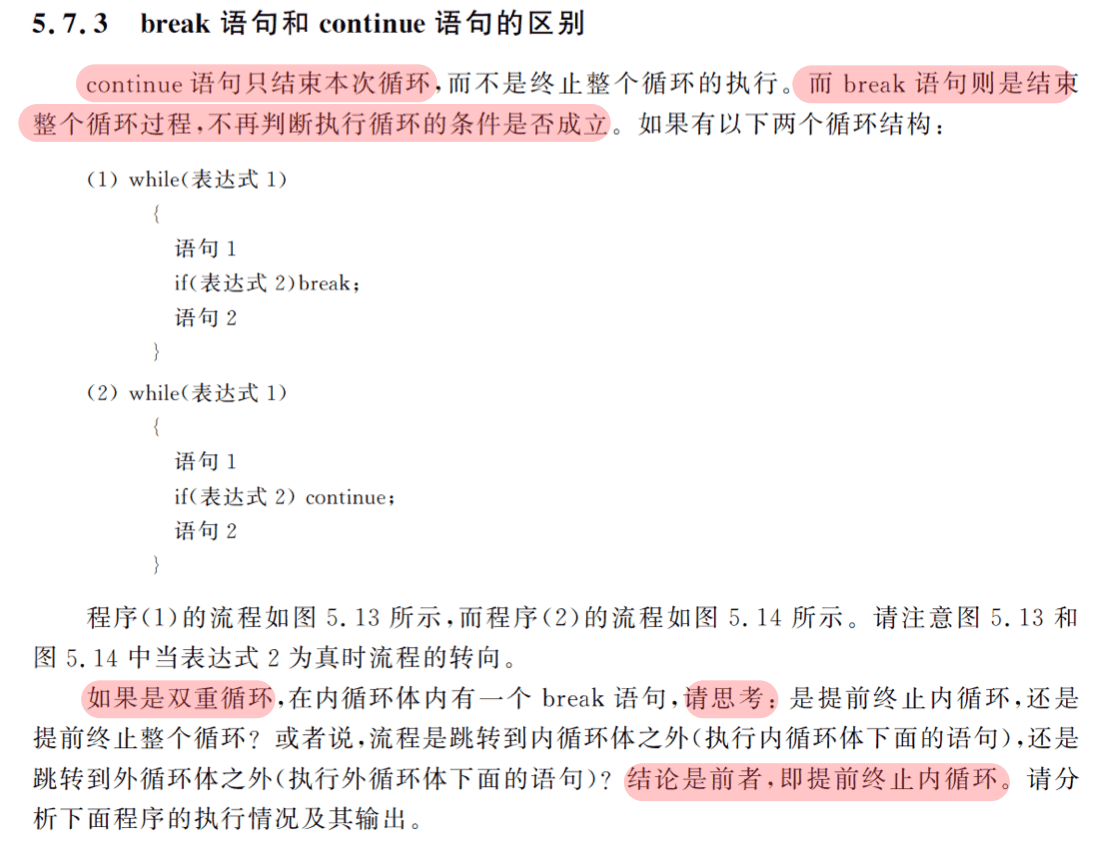 5.7.3 break 语句和 continue 语句的区别
continue 语句只结束本次循环,而不是终止整个循环的执行。而 break 语句则是结束
整个循环过程,不再判断执行循环的条件是否成立。如果有以下两个循环结构:
(1) while(表达式 1)
{
语句 1
if(表达式 2)break;
语句 2
}
(2) while(表达式 1)
{
语句 1
if(表达式 2) continue;
语句 2
}
程序(1)的流程如图 5.13 所示,而程序(2)的流程如图 5.14 所示。请注意图 5.13 和
图 5.14 中当表达式 2 为真时流程的转向。
如果是双重循环,在内循环体内有一个 break 语句,请思考:是提前终止内循环,还是
提前终止整个循环？或者说,流程是跳转到内循环体之外(执行内循环体下面的语句),还是
跳转到外循环体之外(执行外循环体下面的语句)？结论是前者,即提前终止内循环。请分
析下面程序的执行情况及其输出。